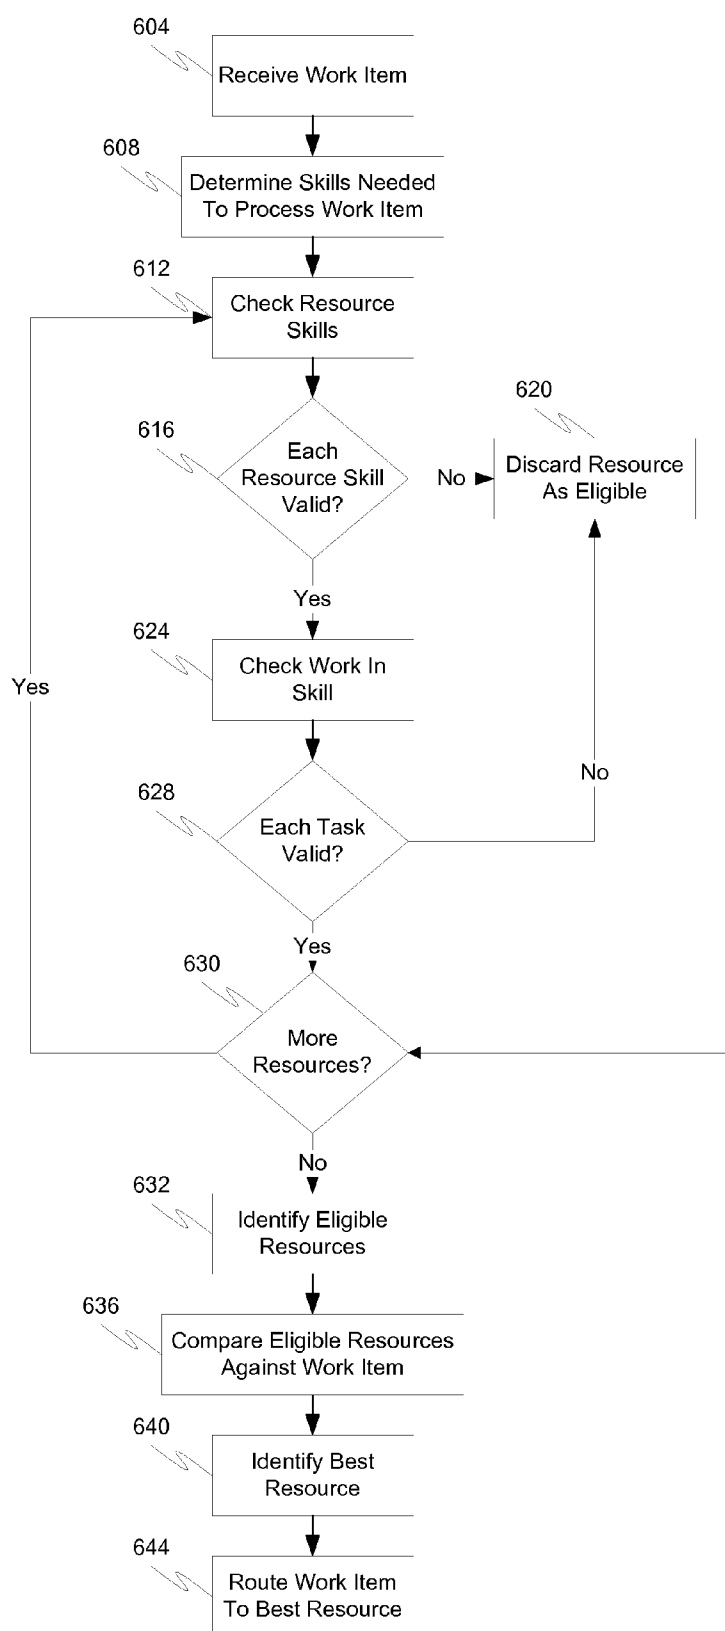 604
Receive Work Item
608
Determine Skills Needed
To Process Work Item
612
Check Resource
Skills
616
Each
Resource Skill
Valid?
No
620
Discard Resource
As Eligible
Yes
624
Check Work In
Skill
Yes
628
Each Task
Valid?
No
Yes
630
More
Resources?
No
632
Identify Eligible
Resources
636
Compare Eligible Resources
Against Work Item
640
Identify Best
Resource
644
Route Work Item
To Best Resource